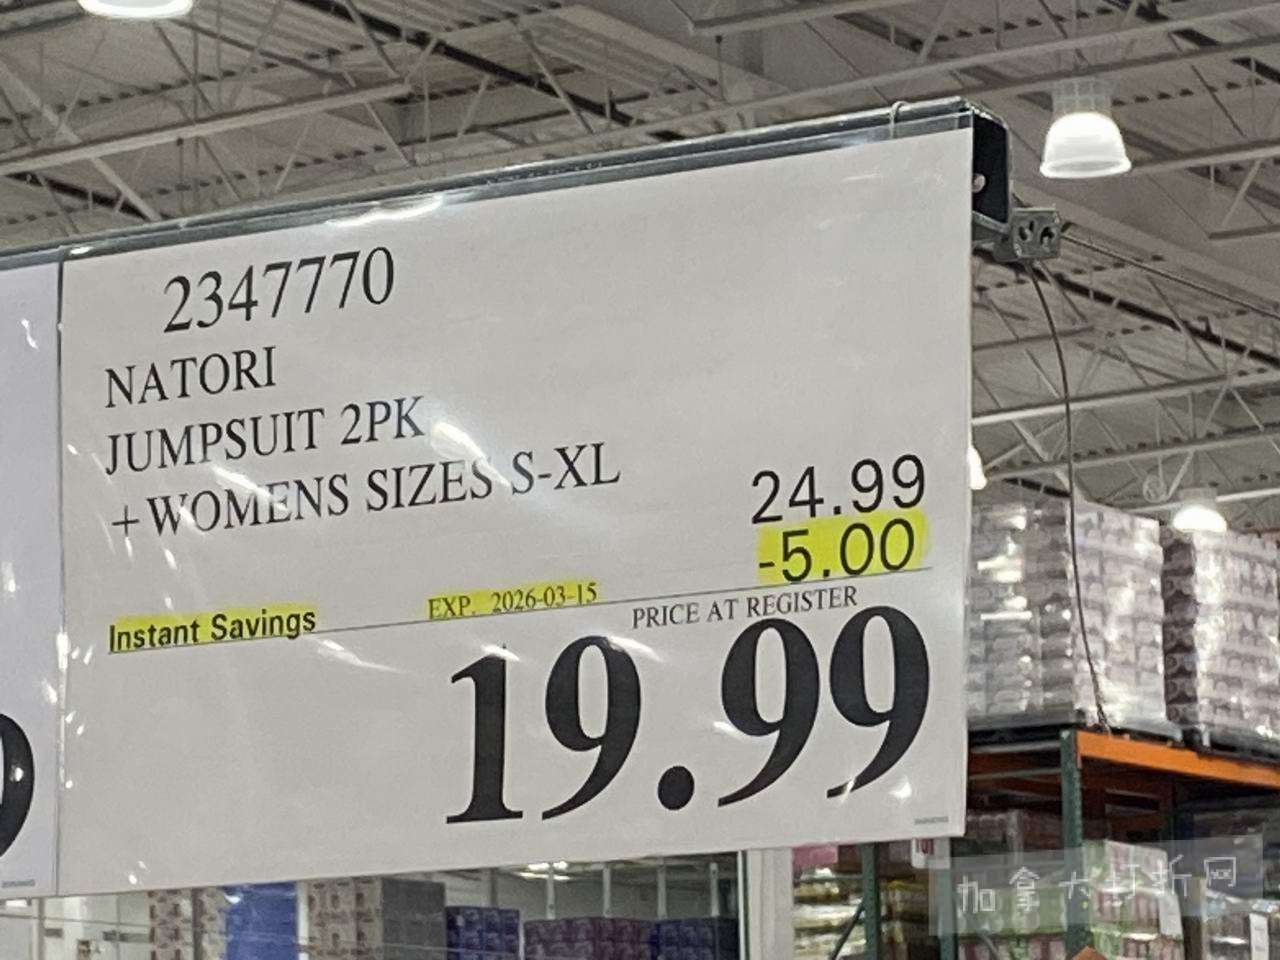 2347770
NATORI
JUMPSUIT 2PK
+WOMENS SIZES S-XL
24.99
-5.00
Instant Savings
EXP. 2026-03-15
PRICE AT REGISTER
19.99
加拿大打折网